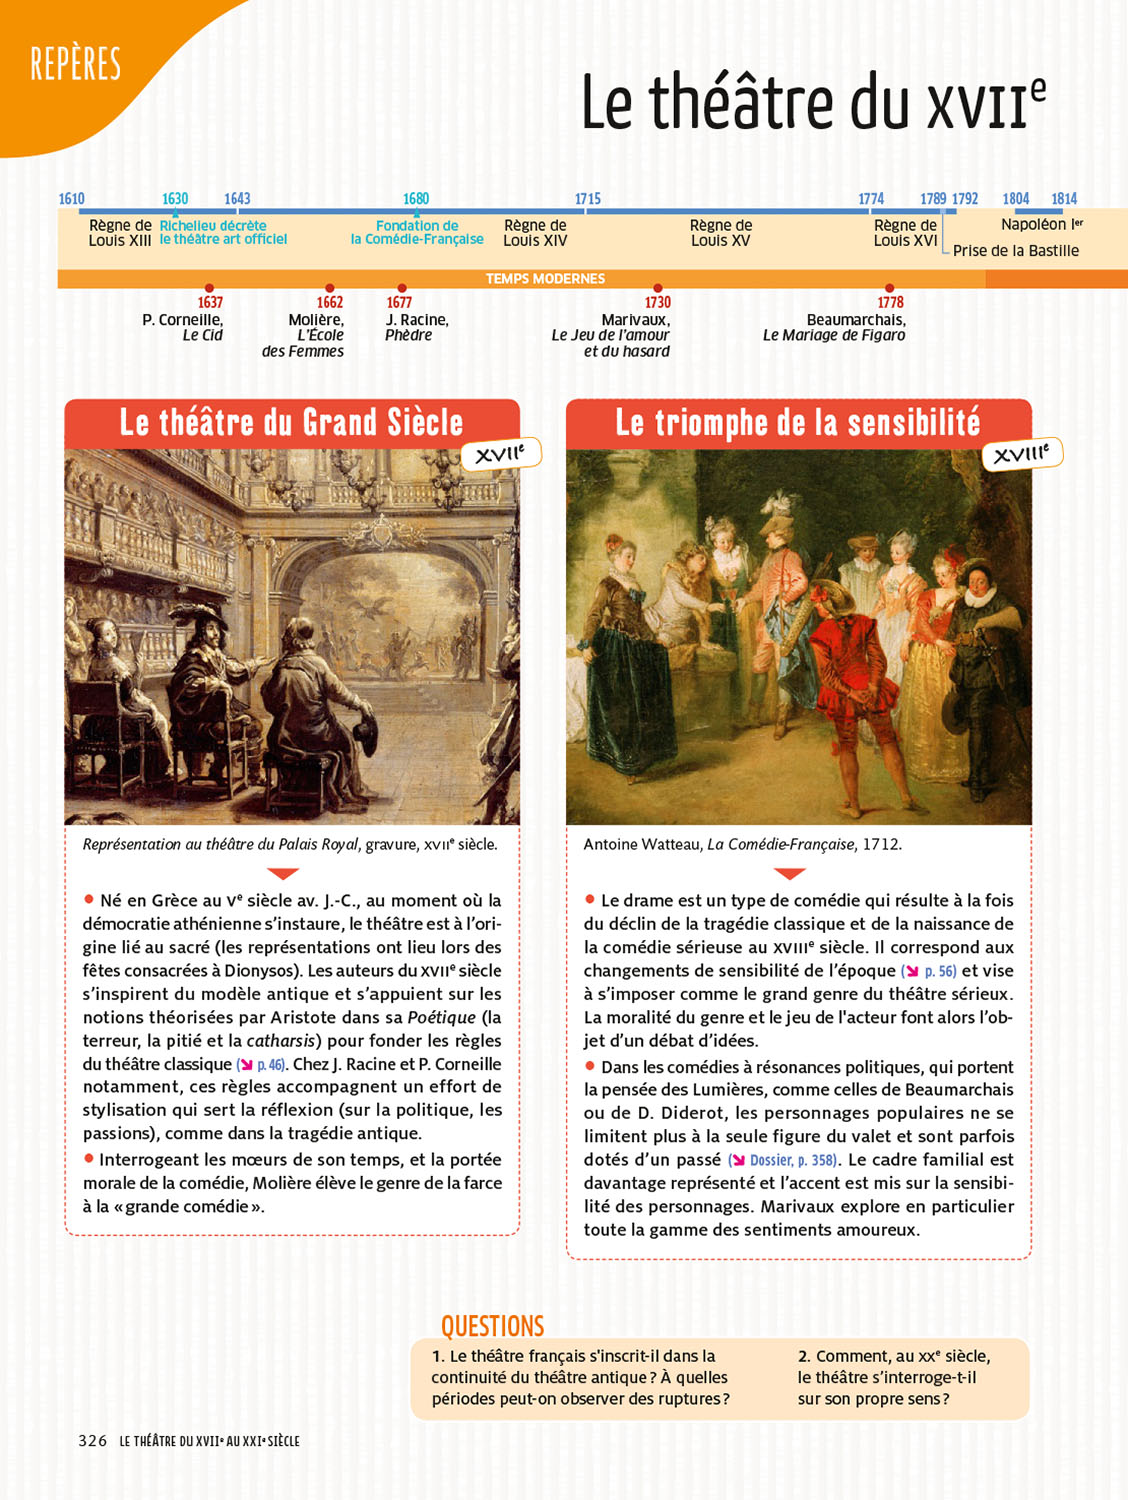 REPÈRES
Le théâtre du XVIIe
1610 1630 1643 1680 1715 1774 1789 1792 1804 1814
Règne de
Louis XIII
Richelieu décrète
le théâtre art officiel
Fondation de
la Comédie-Française
Règne de
Louis XIV
Règne de
Louis XV
Règne de
Louis XVI
Napoléon Ier
Prise de la Bastille
TEMPS MODERNES
1637
P. Corneille,
Le Cid
1662
Molière,
L'École
des Femmes
1677
J. Racine,
Phèdre
1730
Marivaux,
Le Jeu de l'amour
et du hasard
1778
Beaumarchais,
Le Mariage de Figaro
Le théâtre du Grand Siècle
XVIIe
Représentation au théâtre du Palais Royal, gravure, XVIIe siècle.
• Né en Grèce au Ve siècle av. J.-C., au moment où la
démocratie athénienne s'instaure, le théâtre est à l'ori-
gine lié au sacré (les représentations ont lieu lors des
fêtes consacrées à Dionysos). Les auteurs du XVIIe siècle
s'inspirent du modèle antique et s'appuient sur les
notions théorisées par Aristote dans sa Poétique (la
terreur, la pitié et la catharsis) pour fonder les règles
du théâtre classique (➘ p. 46). Chez J. Racine et P. Corneille
notamment, ces règles accompagnent un effort de
stylisation qui sert la réflexion (sur la politique, les
passions), comme dans la tragédie antique.
• Interrogeant les mœurs de son temps, et la portée
morale de la comédie, Molière élève le genre de la farce
à la « grande comédie ».
Le triomphe de la sensibilité
XVIIIe
Antoine Watteau, La Comédie-Française, 1712.
• Le drame est un type de comédie qui résulte à la fois
du déclin de la tragédie classique et de la naissance de
la comédie sérieuse au XVIIIe siècle. Il correspond aux
changements de sensibilité de l'époque (➘ p. 56) et vise
à s'imposer comme le grand genre du théâtre sérieux.
La moralité du genre et le jeu de l'acteur font alors l'ob-
jet d'un débat d'idées.
• Dans les comédies à résonances politiques, qui portent
la pensée des Lumières, comme celles de Beaumarchais
ou de D. Diderot, les personnages populaires ne se
limitent plus à la seule figure du valet et sont parfois
dotés d'un passé (➘ Dossier, p. 358). Le cadre familial est
davantage représenté et l'accent est mis sur la sensibi-
lité des personnages. Marivaux explore en particulier
toute la gamme des sentiments amoureux.
QUESTIONS
1. Le théâtre français s'inscrit-il dans la
continuité du théâtre antique ? À quelles
périodes peut-on observer des ruptures ?
2. Comment, au XXe siècle,
le théâtre s'interroge-t-il
sur son propre sens ?
326 LE THÉÂTRE DU XVIIe AU XXIe SIÈCLE